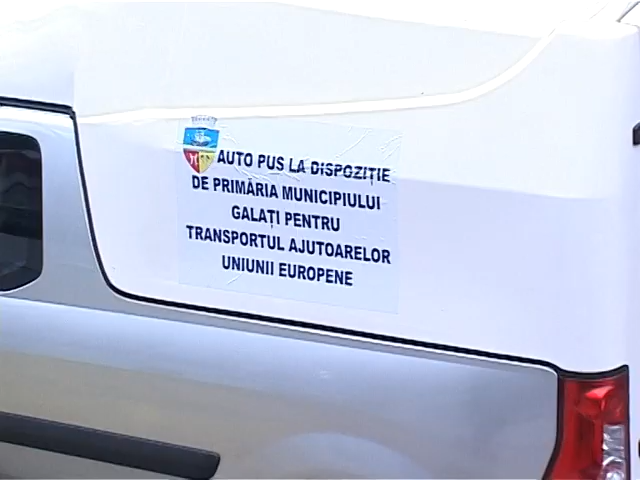 AUTO PUS LA DISPOZIȚIE
DE PRIMĂRIA MUNICIPIULUI
GALAȚI PENTRU
TRANSPORTUL AJUTOARELOR
UNIUNII EUROPENE